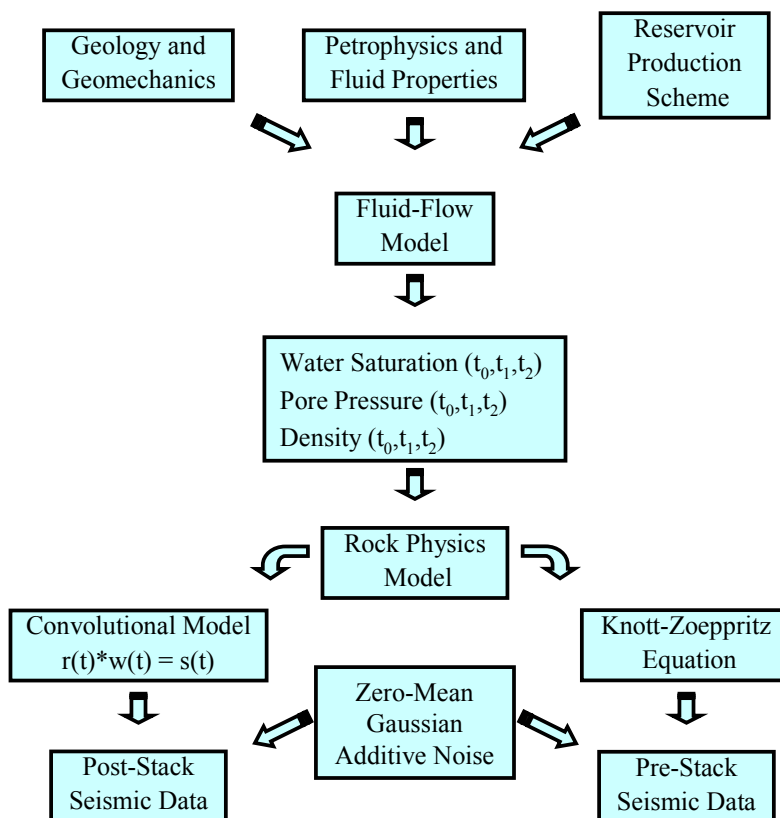 Geology and
Geomechanics
Petrophysics and
Fluid Properties
Reservoir
Production
Scheme
Fluid-Flow
Model
Water Saturation (t₀,t₁,t₂)
Pore Pressure (t₀,t₁,t₂)
Density (t₀,t₁,t₂)
Rock Physics
Model
Convolutional Model
r(t)*w(t) = s(t)
Knott-Zoeppritz
Equation
Zero-Mean
Gaussian
Additive Noise
Post-Stack
Seismic Data
Pre-Stack
Seismic Data